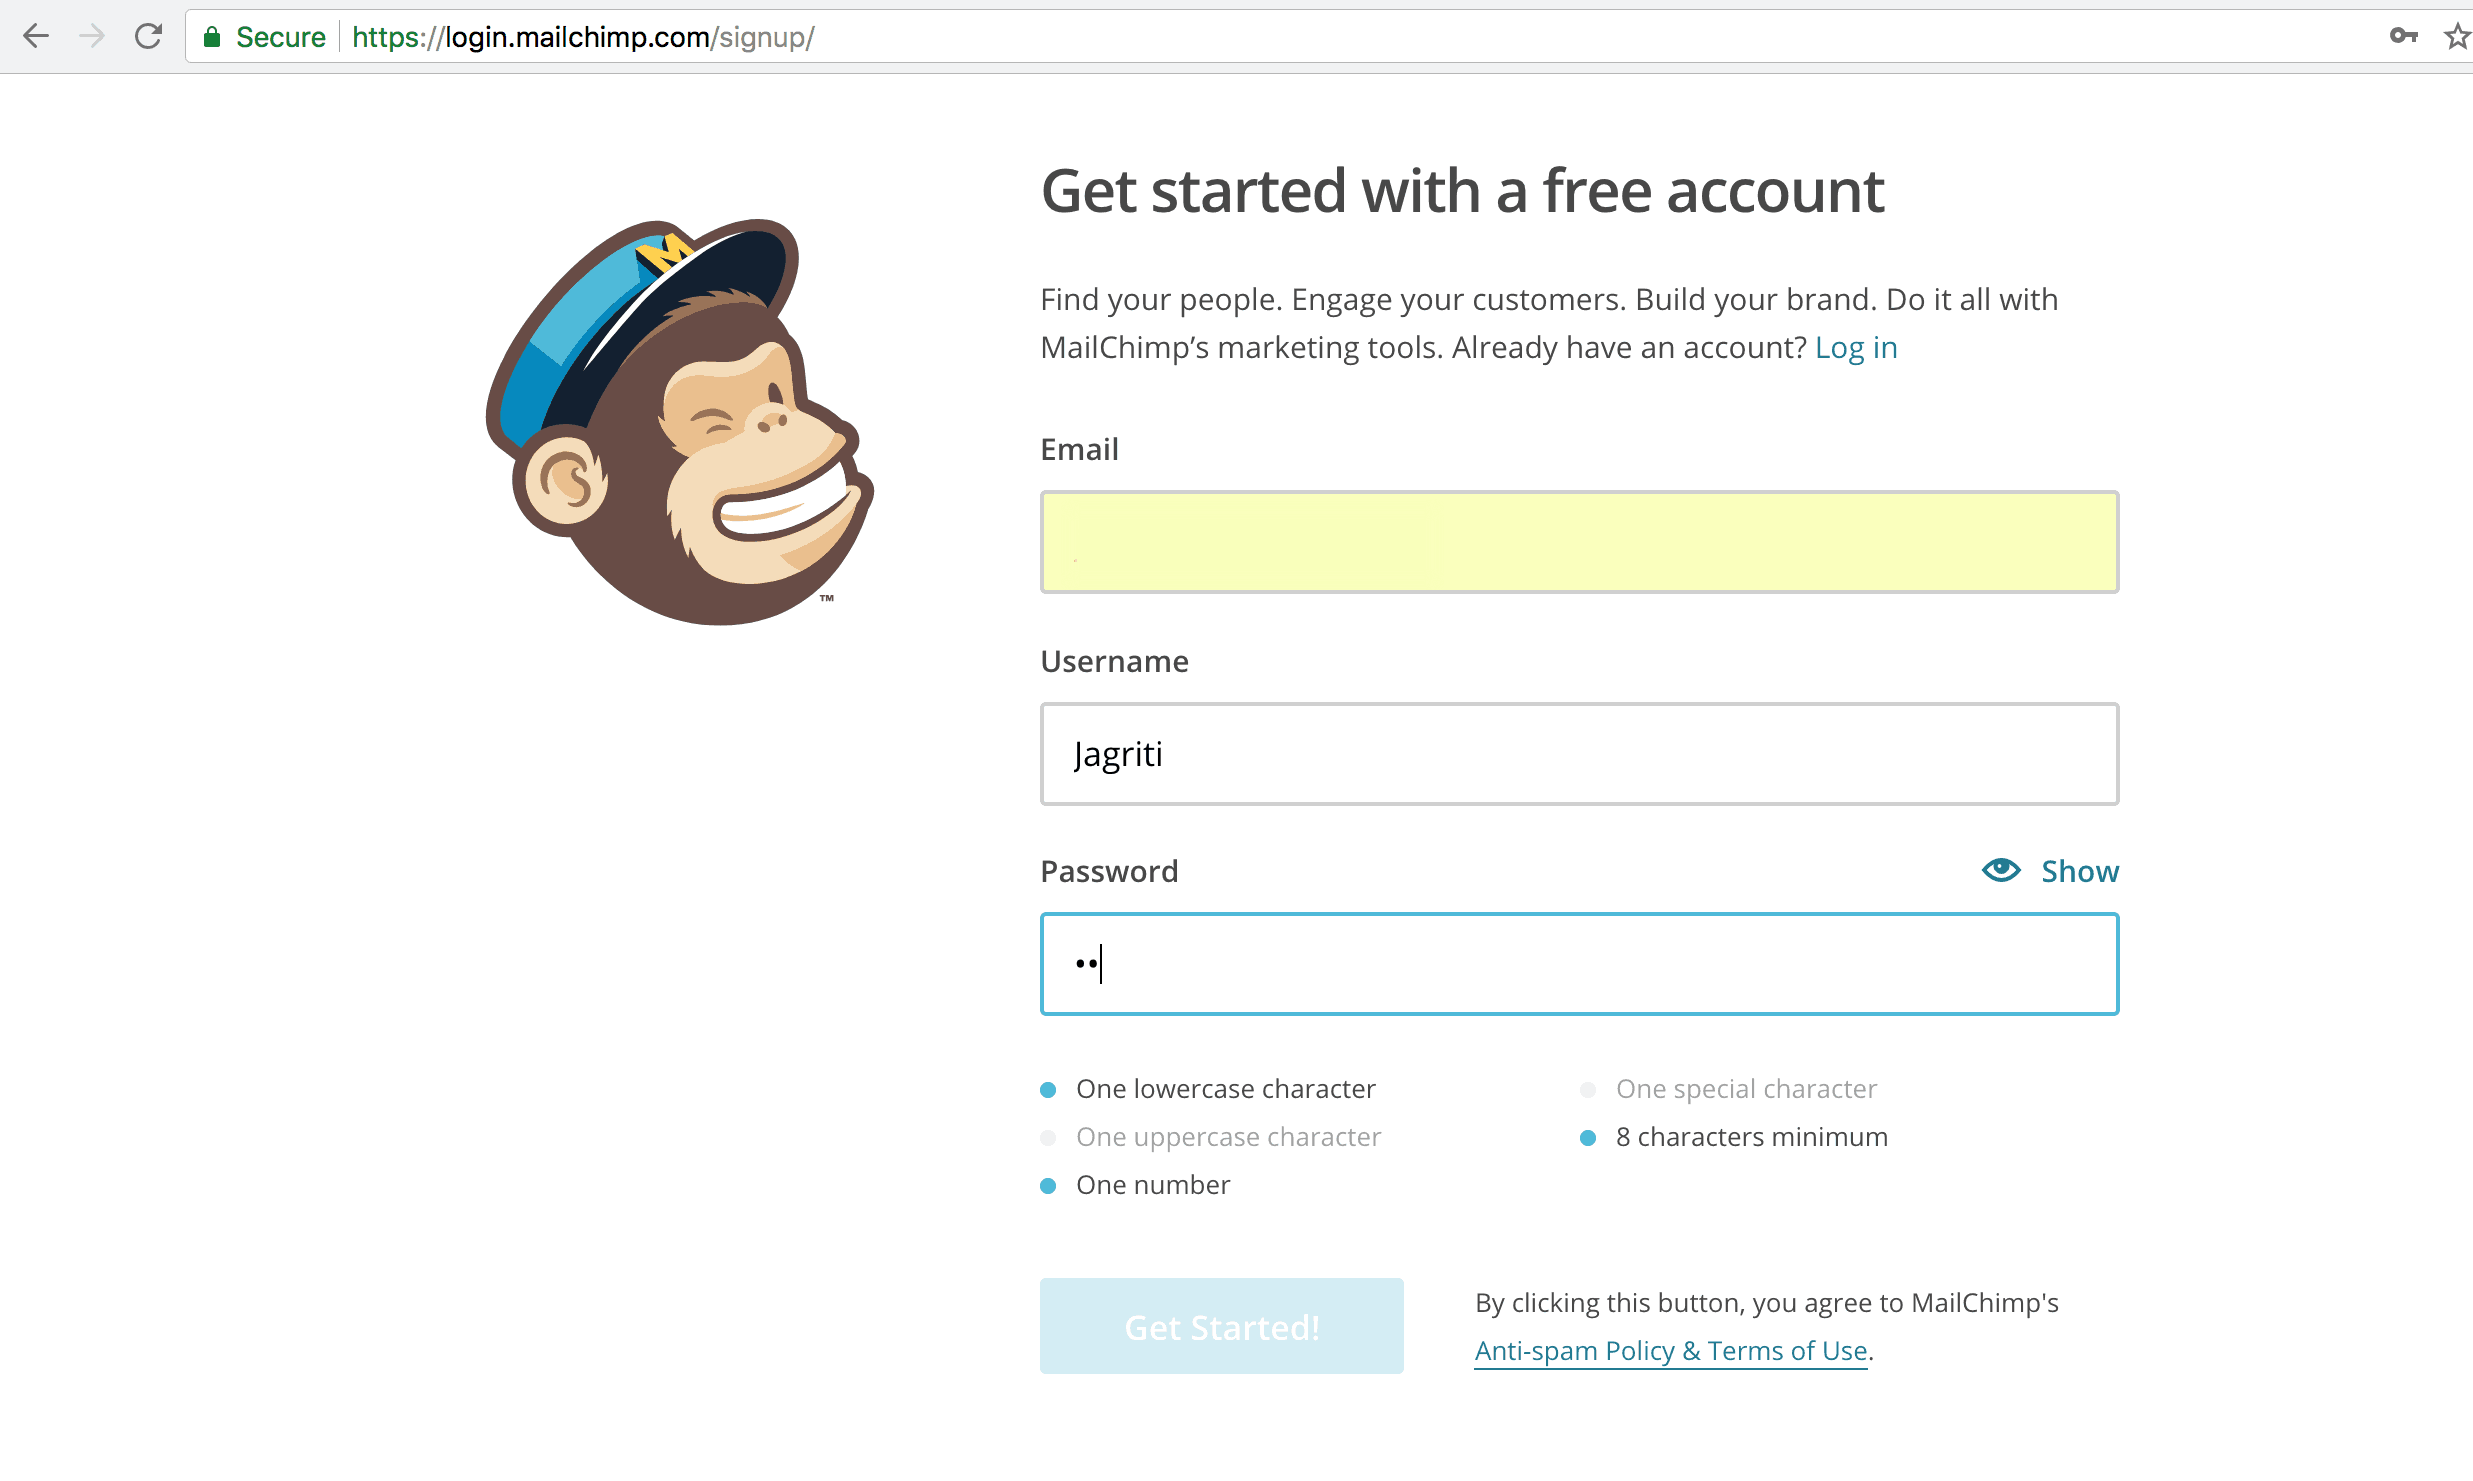 Secure https://login.mailchimp.com/signup/
M
Get started with a free account
Find your people. Engage your customers. Build your brand. Do it all with
MailChimp’s marketing tools. Already have an account? Log in
TM
Email
Username
Jagriti
Password
Show
••
One lowercase character
One special character
One uppercase character
8 characters minimum
One number
Get Started!
By clicking this button, you agree to MailChimp's
Anti-spam Policy & Terms of Use.